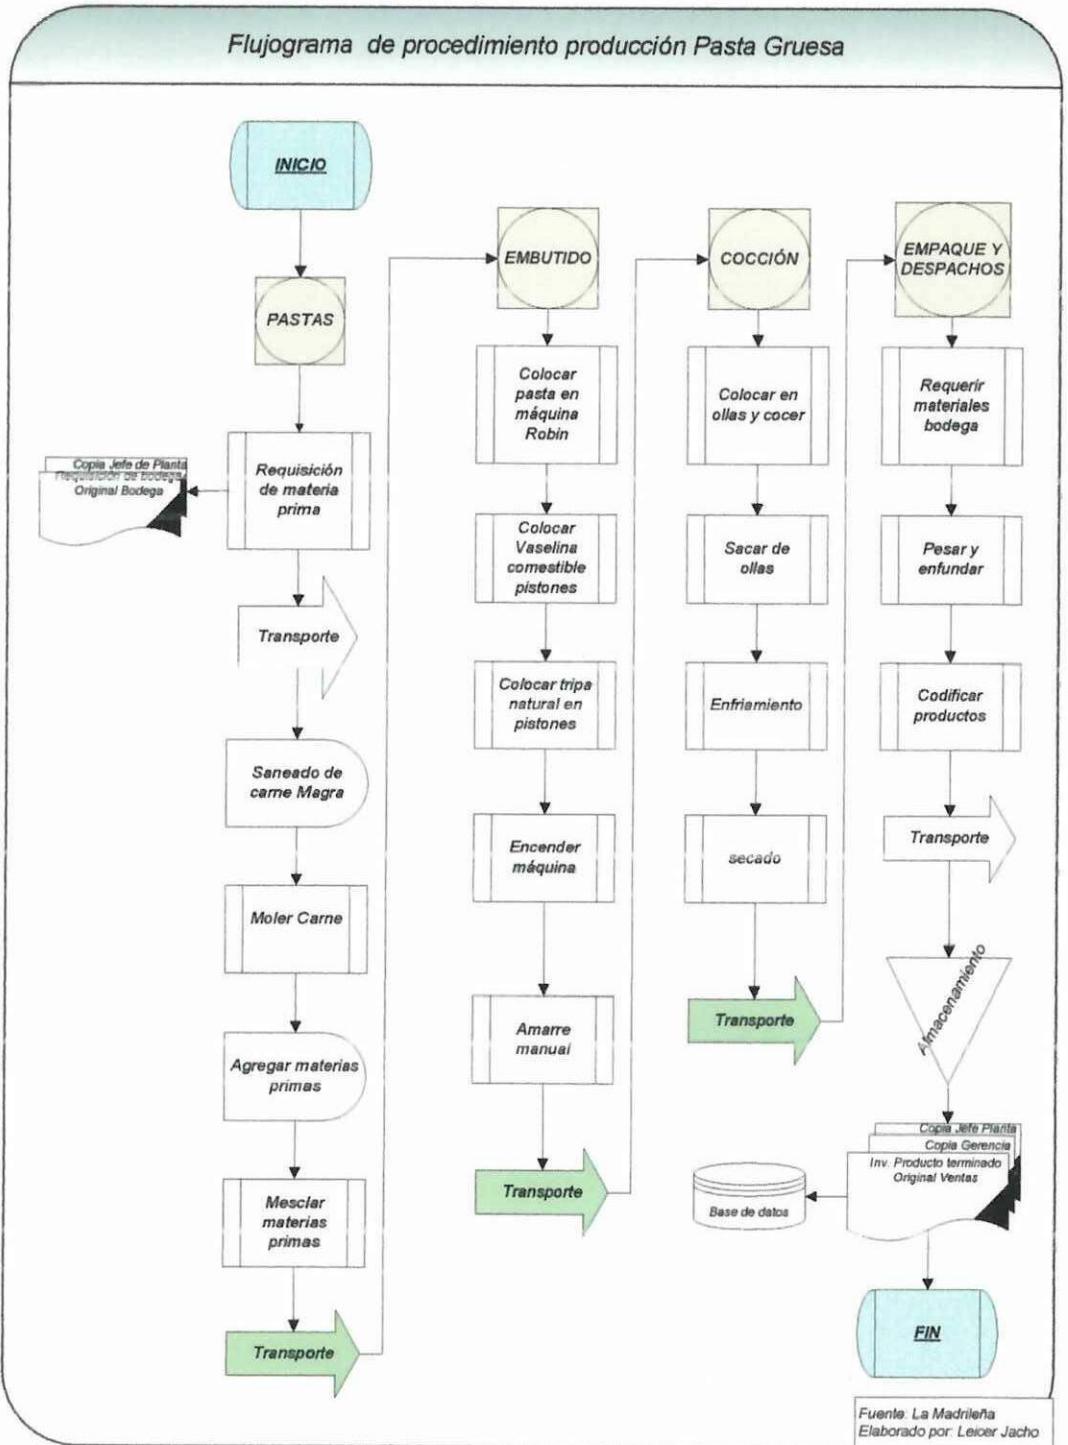 Flujograma de procedimiento producción Pasta Gruesa
INICIO
PASTAS
Requisición
de materia
prima
Copia Jefe de Planta
Requisición de bodega
Original Bodega
Transporte
Saneado de
carne Magra
Moler Carne
Agregar materias
primas
Mesclar
materias
primas
Transporte
EMBUTIDO
Colocar
pasta en
máquina
Robin
Colocar
Vaselina
comestible
pistones
Colocar tripa
natural en
pistones
Encender
máquina
Amarre
manual
Transporte
COCCIÓN
Colocar en
ollas y cocer
Sacar de
ollas
Enfriamiento
secado
Transporte
EMPAQUE Y
DESPACHOS
Requerir
materiales
bodega
Pesar y
enfundar
Codificar
productos
Transporte
Almacenamiento
Copia Jefe Planta
Copia Gerencia
Inv. Producto terminado
Original Ventas
Base de datos
FIN
Fuente: La Madrileña
Elaborado por: Leicer Jacho